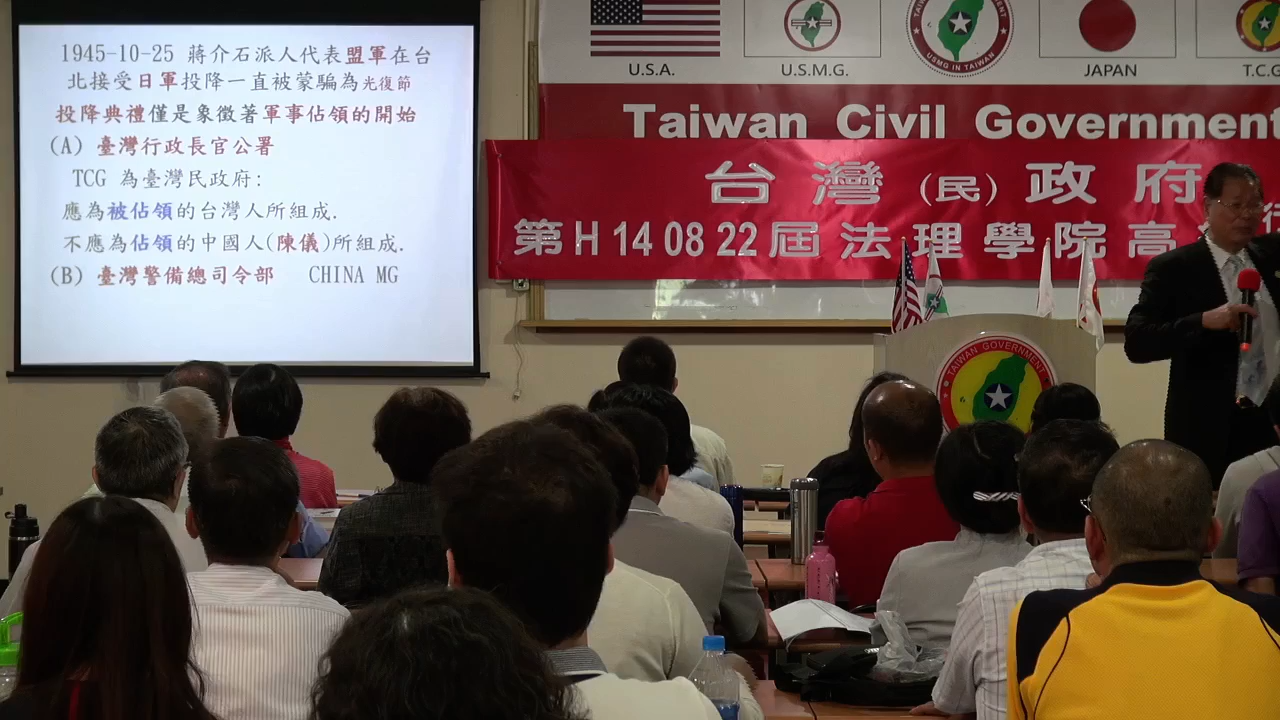 1945-10-25 蔣介石派人代表盟軍在台
北接受日軍投降一直被蒙騙為光復節
投降典禮僅是象徵著軍事佔領的開始
(A) 臺灣行政長官公署
TCG 為臺灣民政府:
應為被佔領的台灣人所組成.
不應為佔領的中國人(陳儀)所組成.
(B) 臺灣警備總司令部 CHINA MG
USMG IN TAIWAN
U.S.A. U.S.M.G. JAPAN T.C.G
Taiwan Civil Government
台灣(民)政府
第H 14 08 22屆法理學院高
行
TAIWAN GOVERNMENT